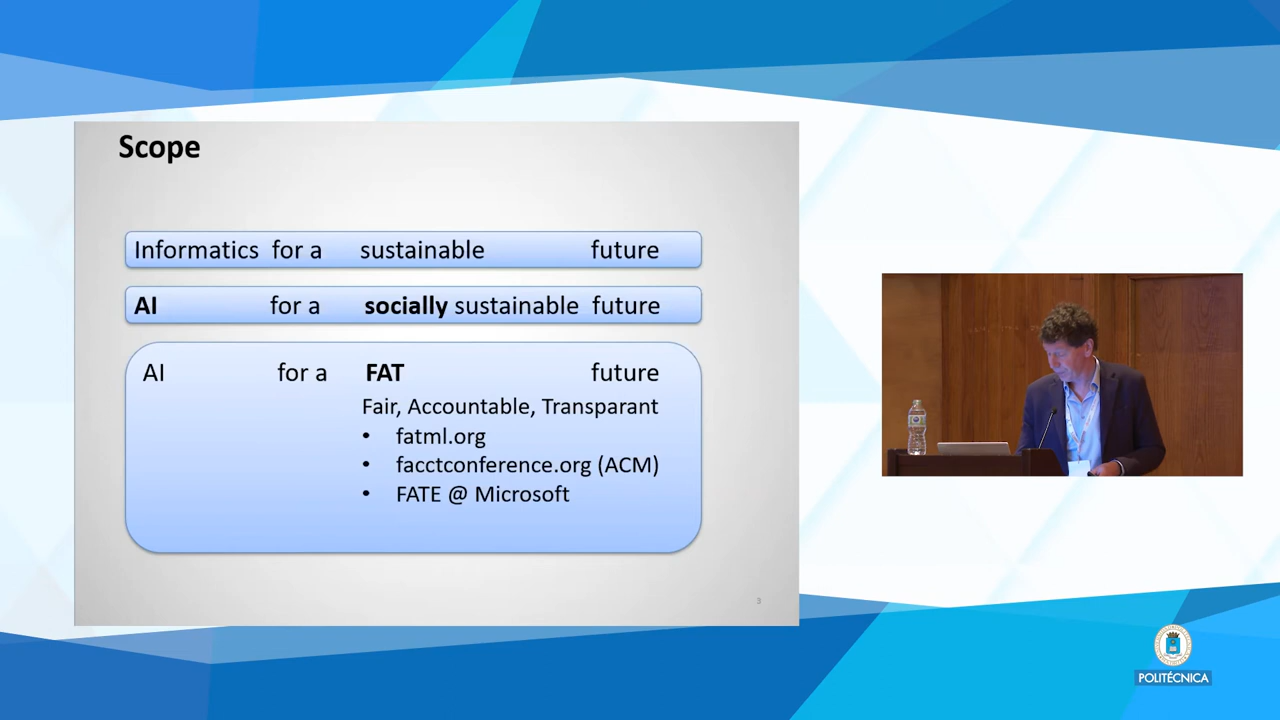 Scope
Informatics for a sustainable future
AI for a socially sustainable future
AI for a FAT future
Fair, Accountable, Transparant
• fatml.org
• facctconference.org (ACM)
• FATE @ Microsoft
3
POLITÉCNICA